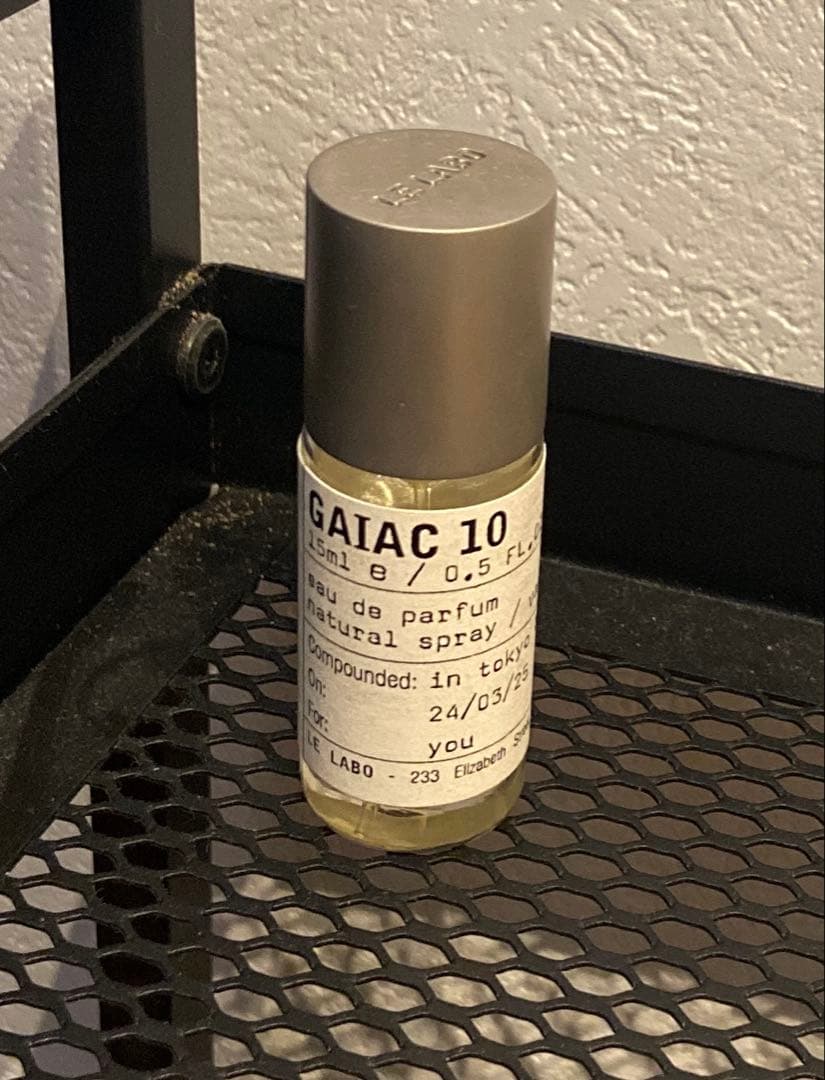 LE LABO
GAIAC 10
15ml e / 0.5 FL.
eau de parfum
natural spray /
Compounded: in tokyo
On: 24/03/25
For: you
LE LABO - 233 Elizabeth